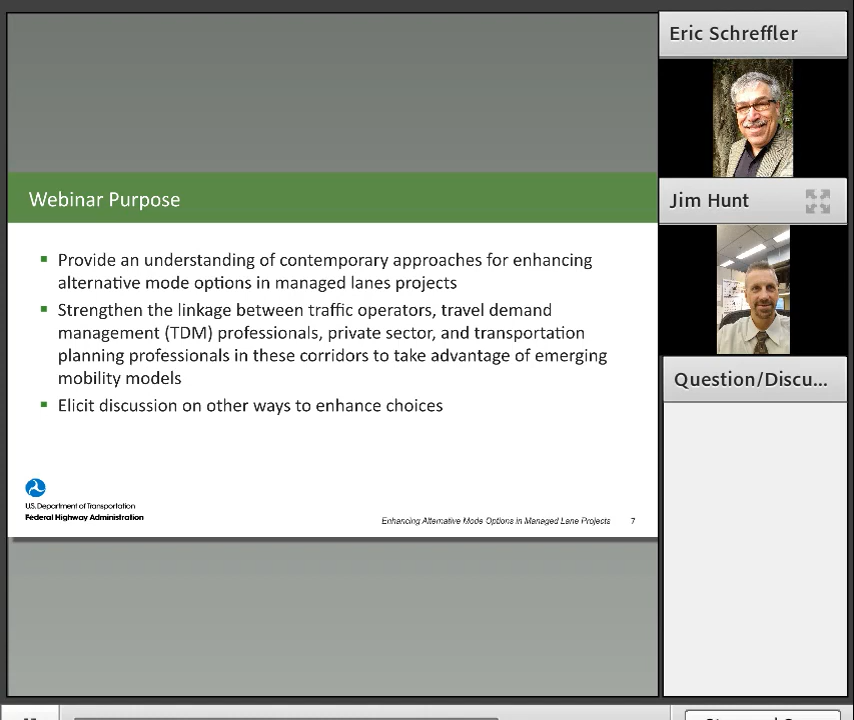 Eric Schreffler
Jim Hunt
Question/Discu...
Webinar Purpose
Provide an understanding of contemporary approaches for enhancing
alternative mode options in managed lanes projects
Strengthen the linkage between traffic operators, travel demand
management (TDM) professionals, private sector, and transportation
planning professionals in these corridors to take advantage of emerging
mobility models
Elicit discussion on other ways to enhance choices
U.S. Department of Transportation
Federal Highway Administration
Enhancing Alternative Mode Options in Managed Lane Projects 7